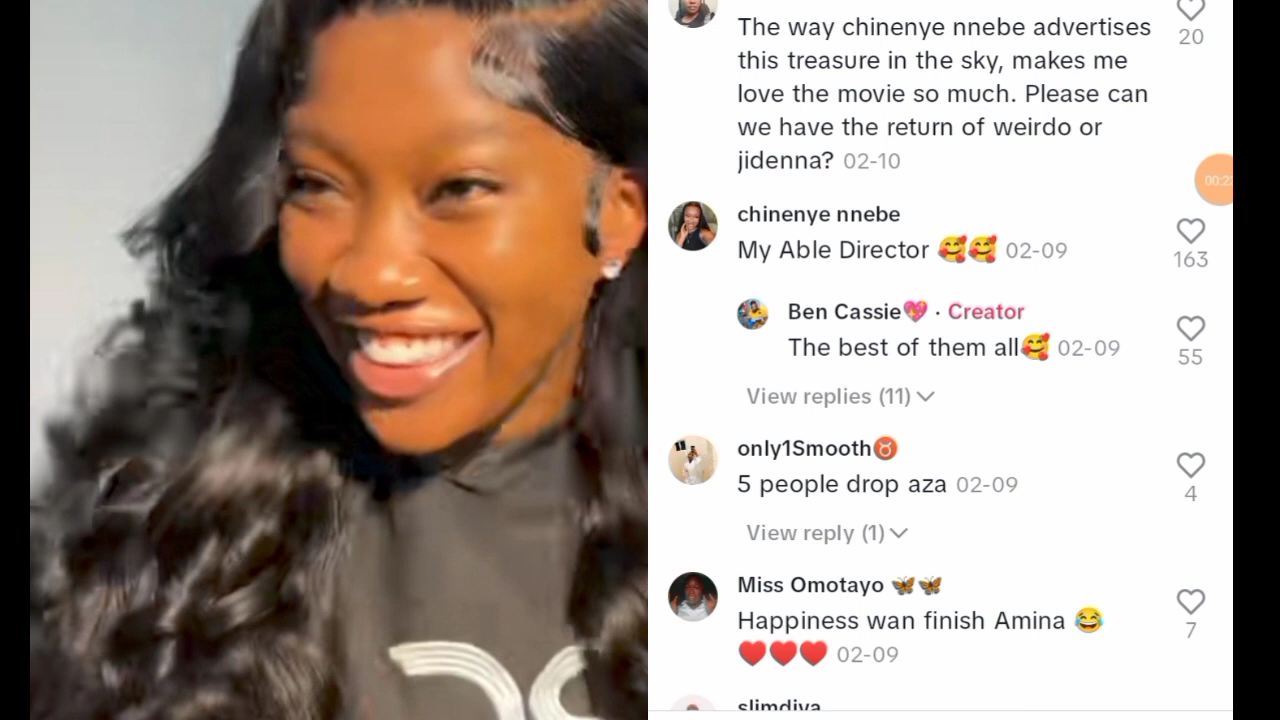 20
The way chinenye nnebe advertises
this treasure in the sky, makes me
love the movie so much. Please can
we have the return of weirdo or
jidenna? 02-10
chinenye nnebe
My Able Director 🥰🥰 02-09
163
Ben Cassie💖 · Creator
The best of them all🥰 02-09
55
View replies (11)
only1Smooth♉
5 people drop aza 02-09
4
View reply (1)
Miss Omotayo 🦋🦋
Happiness wan finish Amina 😂
❤️❤️❤️ 02-09
7
slimdiva